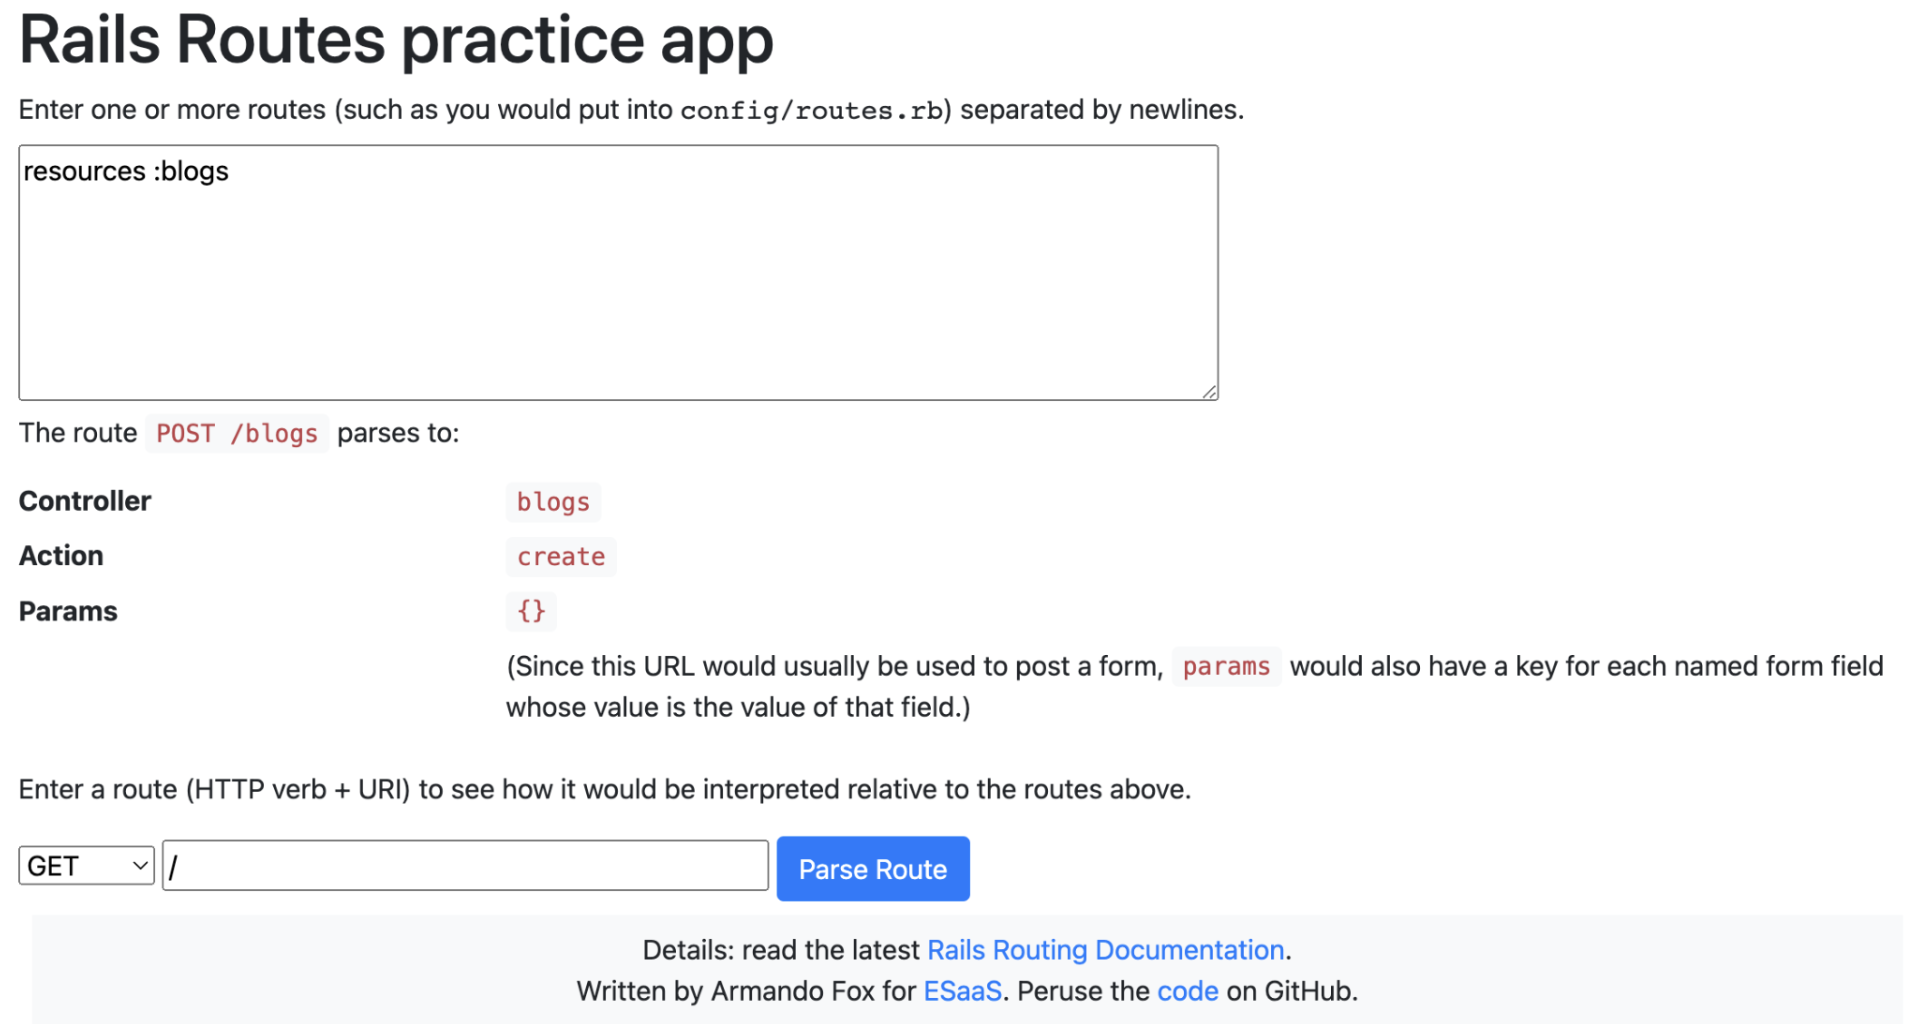 Rails Routes practice app
Enter one or more routes (such as you would put into config/routes.rb) separated by newlines.
resources :blogs
The route POST /blogs parses to:
Controller blogs
Action create
Params {}
(Since this URL would usually be used to post a form, params would also have a key for each named form field
whose value is the value of that field.)
Enter a route (HTTP verb + URI) to see how it would be interpreted relative to the routes above.
GET / Parse Route
Details: read the latest Rails Routing Documentation.
Written by Armando Fox for ESaaS. Peruse the code on GitHub.